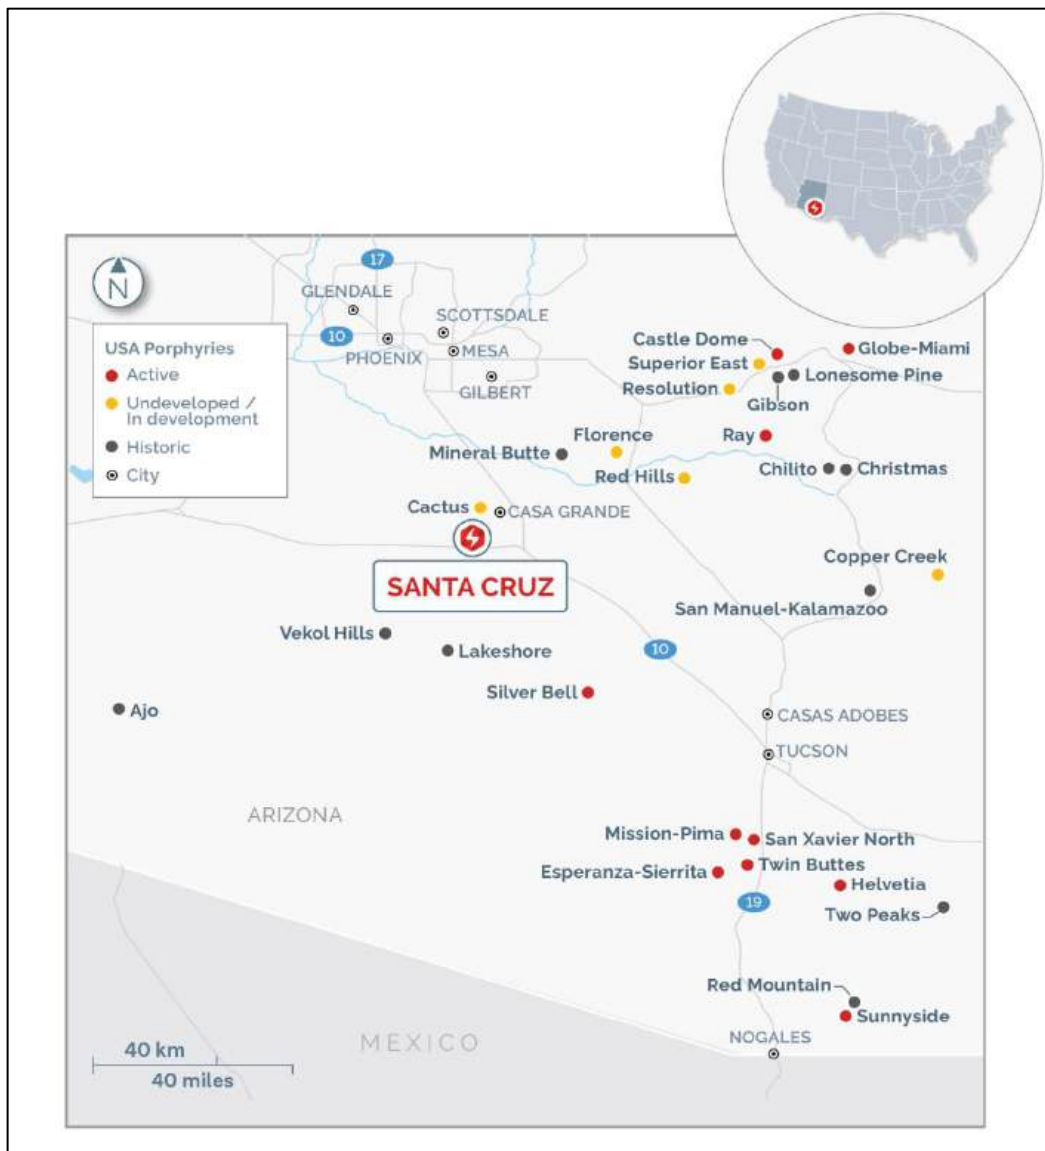 N
USA Porphyries
Active
Undeveloped /
In development
Historic
City
17
GLENDALE
10
PHOENIX
SCOTTSDALE
MESA
GILBERT
Castle Dome
Superior East
Resolution
Globe-Miami
Lonesome Pine
Gibson
Florence
Mineral Butte
Ray
Red Hills
Chilito
Christmas
Cactus
CASA GRANDE
SANTA CRUZ
Copper Creek
San Manuel-Kalamazoo
Vekol Hills
Lakeshore
10
Silver Bell
Ajo
CASAS ADOBES
TUCSON
ARIZONA
Mission-Pima
San Xavier North
Twin Buttes
Esperanza-Sierrita
Helvetia
19
Two Peaks
Red Mountain
Sunnyside
NOGALES
MEXICO
40 km
40 miles